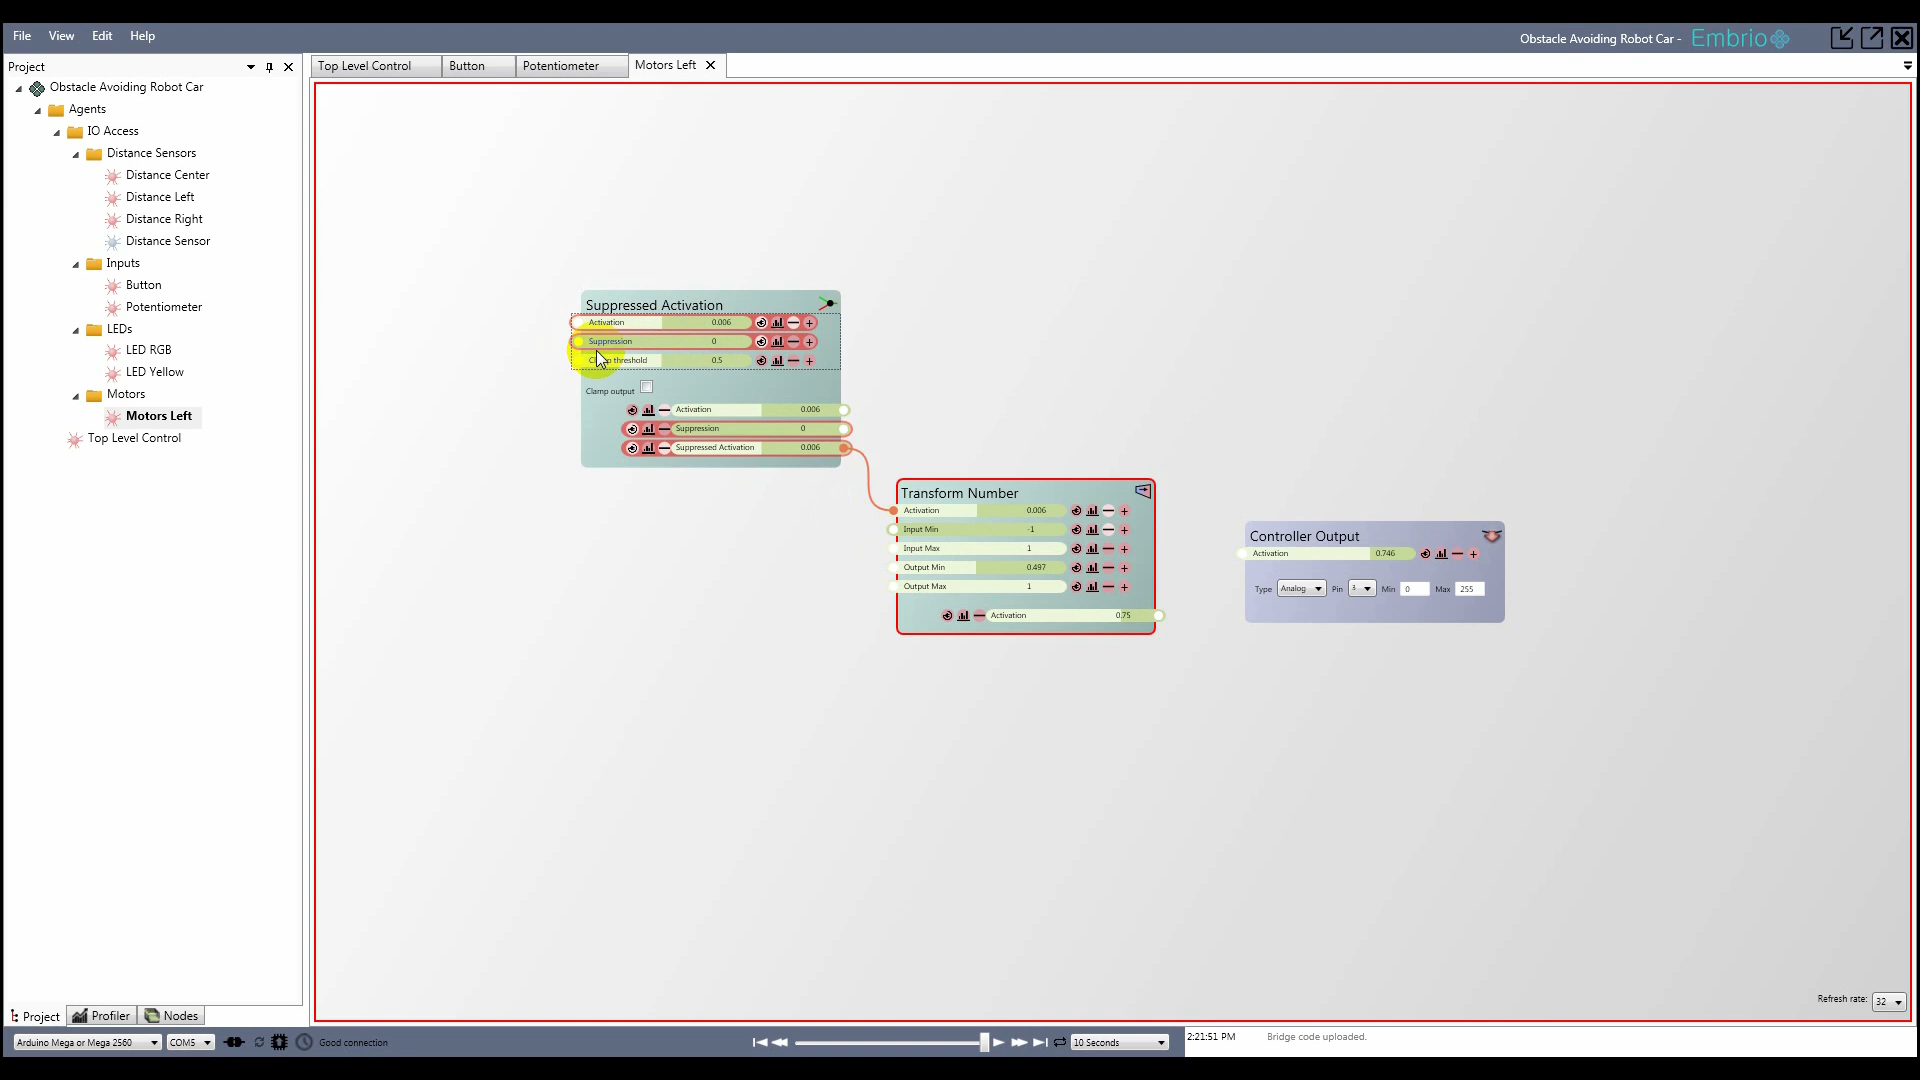 File View Edit Help
Obstacle Avoiding Robot Car - Embrio
Project
Top Level Control Button Potentiometer Motors Left
Obstacle Avoiding Robot Car
Agents
IO Access
Distance Sensors
Distance Center
Distance Left
Distance Right
Distance Sensor
Inputs
Button
Potentiometer
LEDs
LED RGB
LED Yellow
Motors
Motors Left
Top Level Control
Suppressed Activation
Activation 0.006
Suppression 0
threshold 0.5
Clamp output
Activation 0.006
Suppression 0
Suppressed Activation 0.006
Transform Number
Activation 0.006
Input Min -1
Input Max 1
Output Min 0.497
Output Max 1
Activation 0.75
Controller Output
Activation 0.746
Type Analog Pin 3 Min 0 Max 255
Refresh rate: 32
Project Profiler Nodes
Arduino Mega or Mega 2560 COM5 Good connection 10 Seconds 2:21:51 PM Bridge code uploaded.